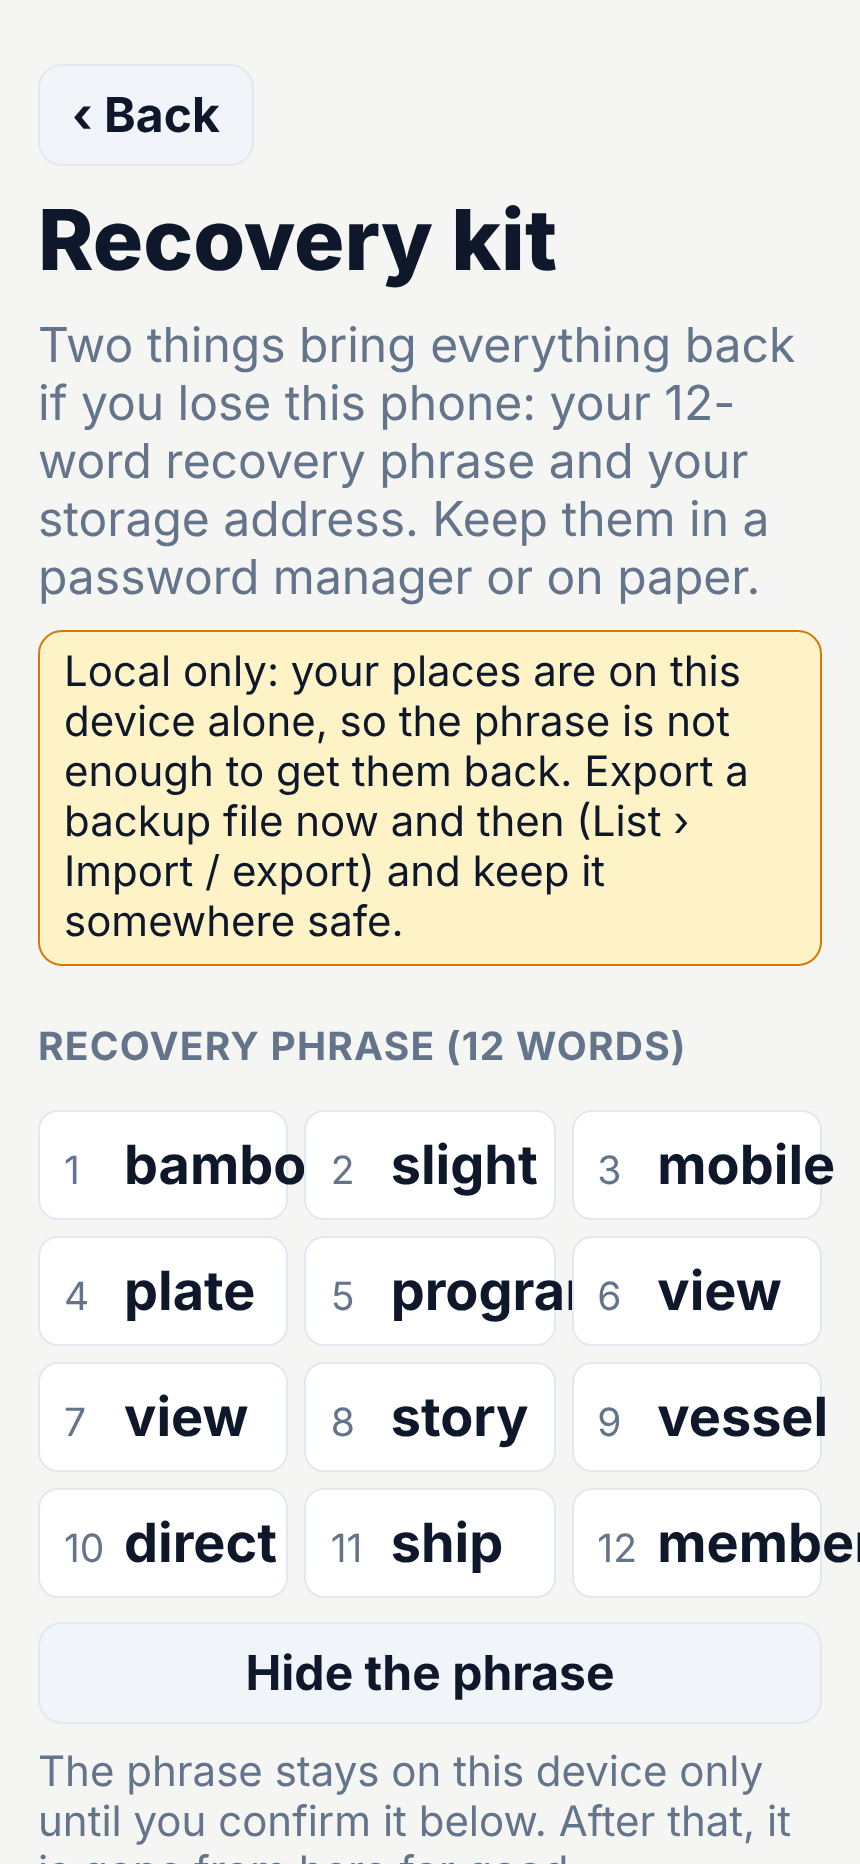 ‹ Back
Recovery kit
Two things bring everything back
if you lose this phone: your 12-
word recovery phrase and your
storage address. Keep them in a
password manager or on paper.
Local only: your places are on this
device alone, so the phrase is not
enough to get them back. Export a
backup file now and then (List ›
Import / export) and keep it
somewhere safe.
RECOVERY PHRASE (12 WORDS)
1 bambo 2 slight 3 mobile
4 plate 5 progra 6 view
7 view 8 story 9 vessel
10 direct 11 ship 12 member
Hide the phrase
The phrase stays on this device only
until you confirm it below. After that, it